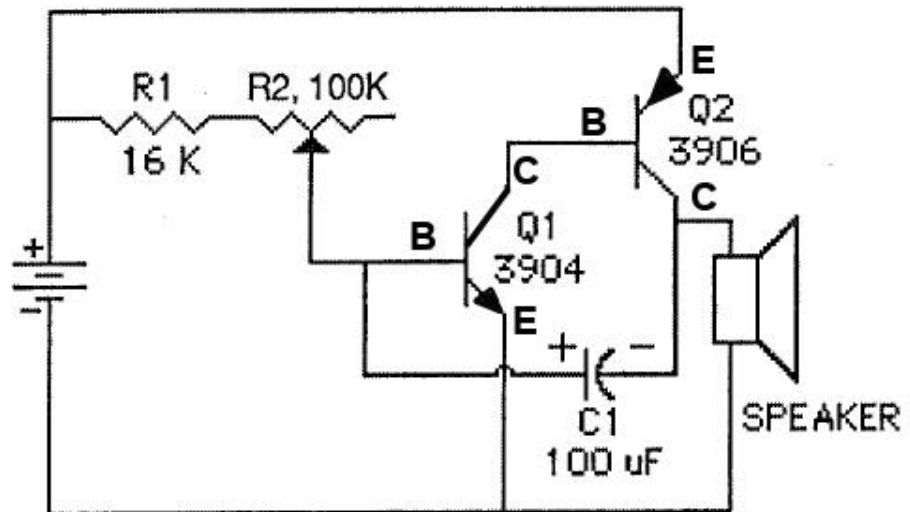 E
R1
R2, 100K
Q2
B
3906
16 K
C
C
Q1
B
3904
+
-
E
+
-
C1
SPEAKER
100 uF